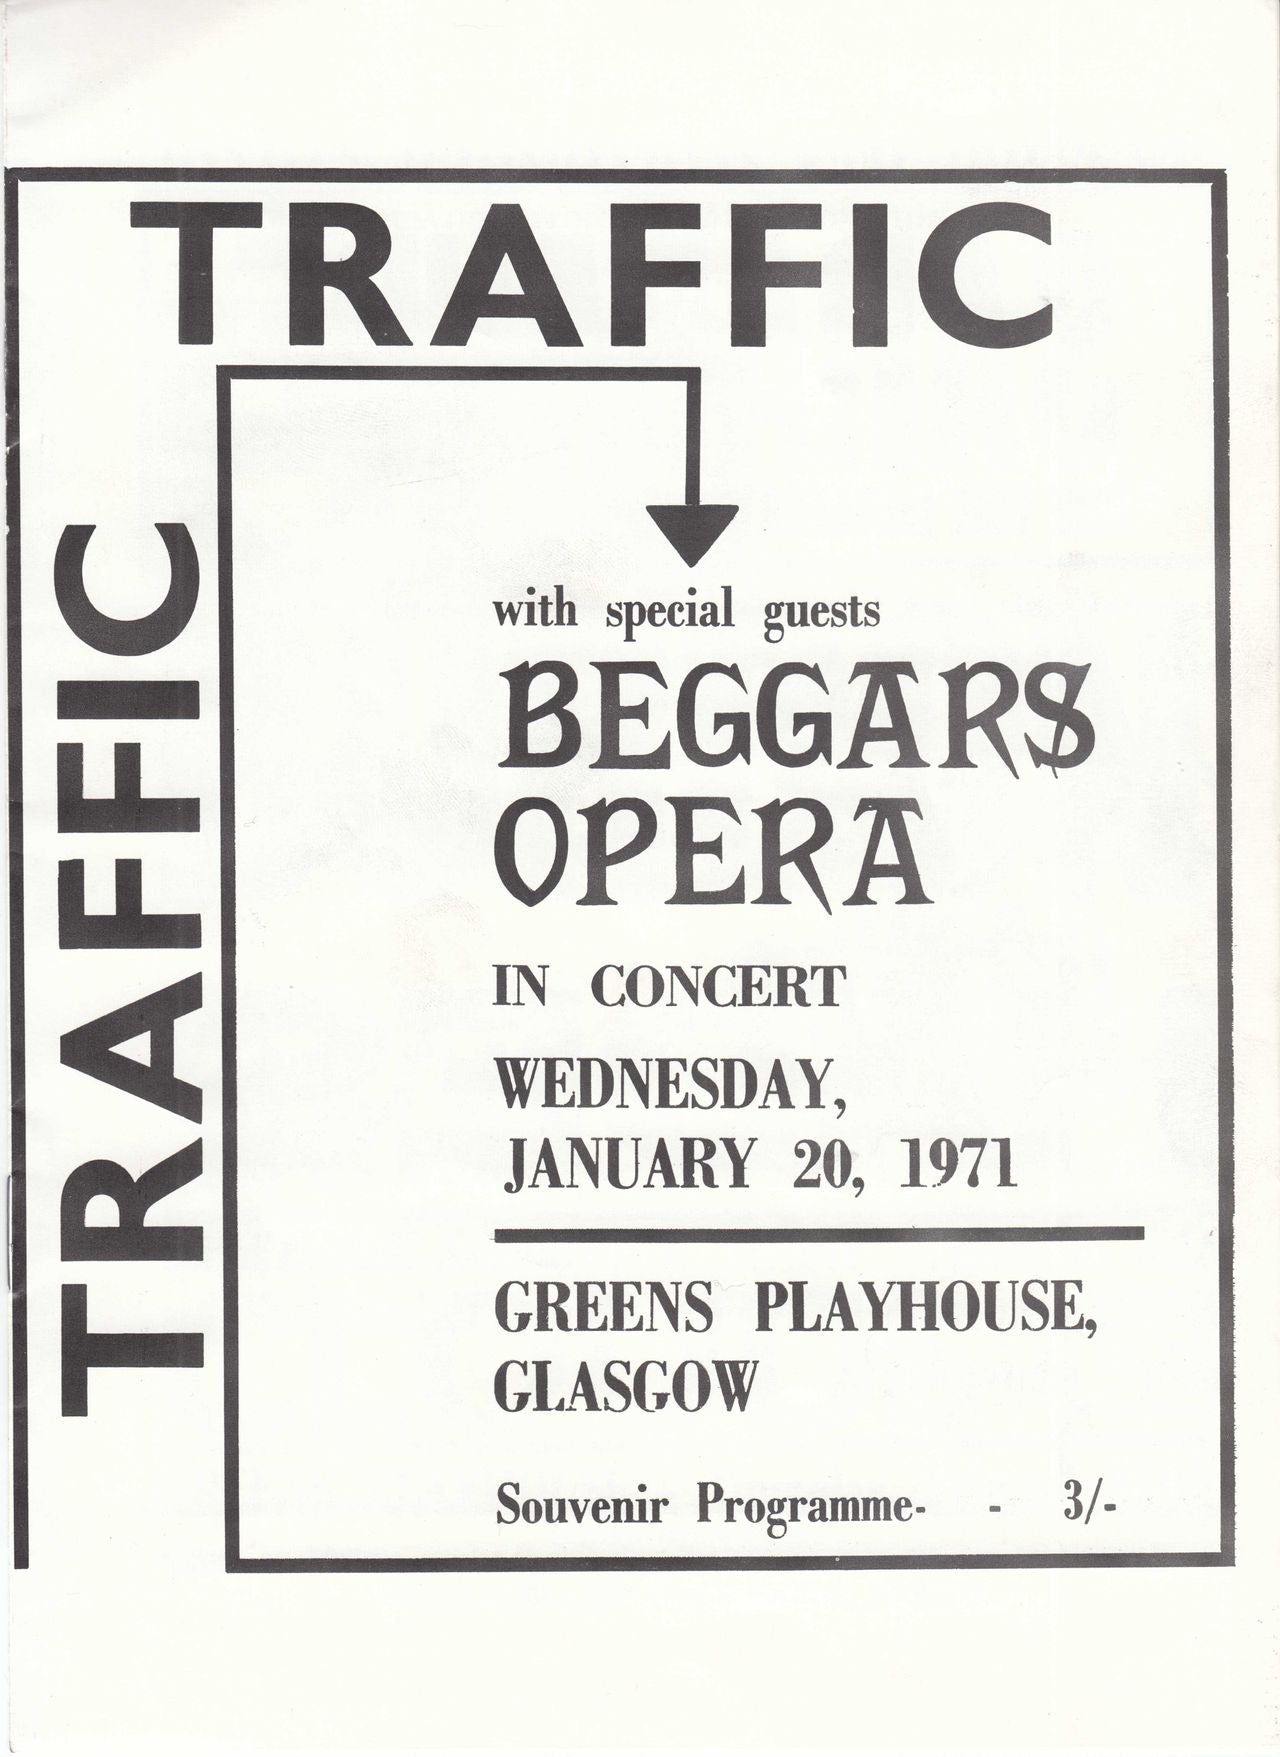 TRAFFIC
TRAFFIC
with special guests
BEGGARS
OPERA
IN CONCERT
WEDNESDAY,
JANUARY 20, 1971
GREENS PLAYHOUSE,
GLASGOW
Souvenir Programme- - 3/-